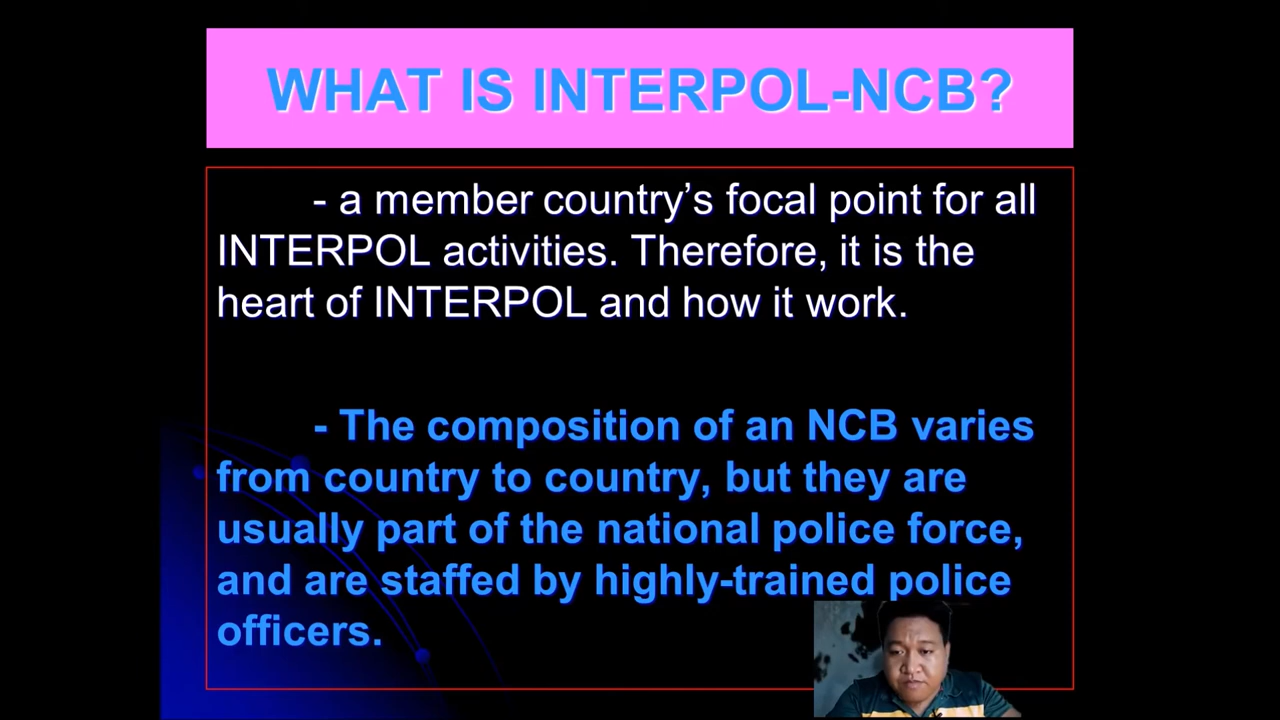 WHAT IS INTERPOL-NCB?
- a member country’s focal point for all
INTERPOL activities. Therefore, it is the
heart of INTERPOL and how it work.
- The composition of an NCB varies
from country to country, but they are
usually part of the national police force,
and are staffed by highly-trained police
officers.